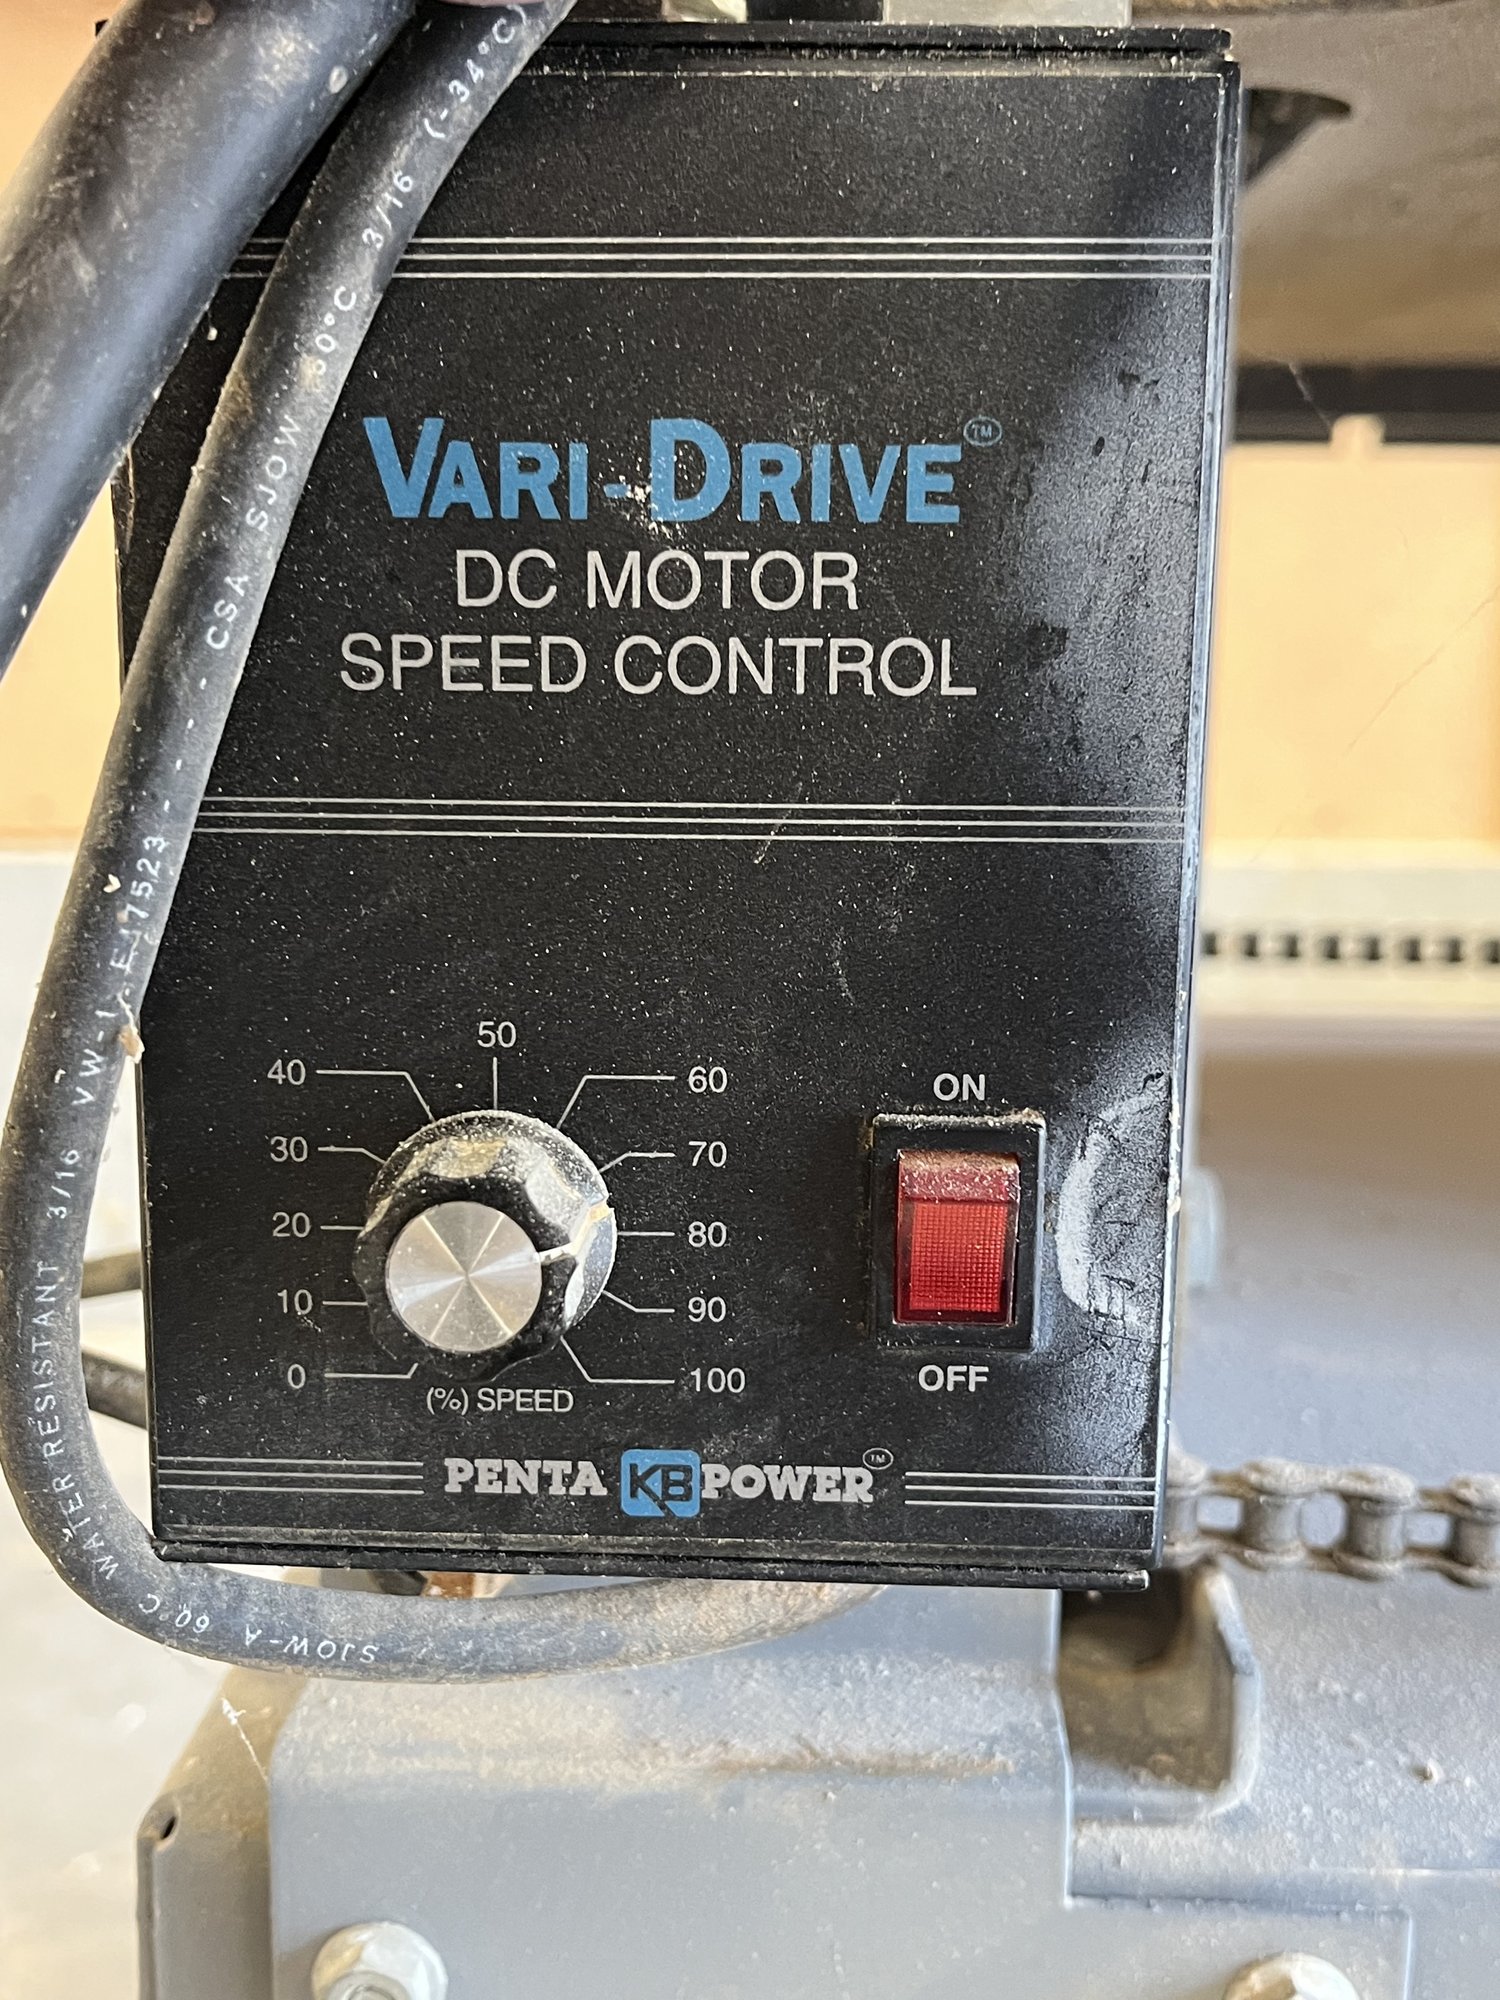 VARI-DRIVE™
DC MOTOR
SPEED CONTROL
50
40
60
30
70
20
80
10
90
0
100
(%) SPEED
ON
OFF
PENTA KB POWER™
3/16 (-34°C)
CSA SJOW 60°C
E-17523
WATER RESISTANT 3/16 VW-1
SJOW-A 60°C